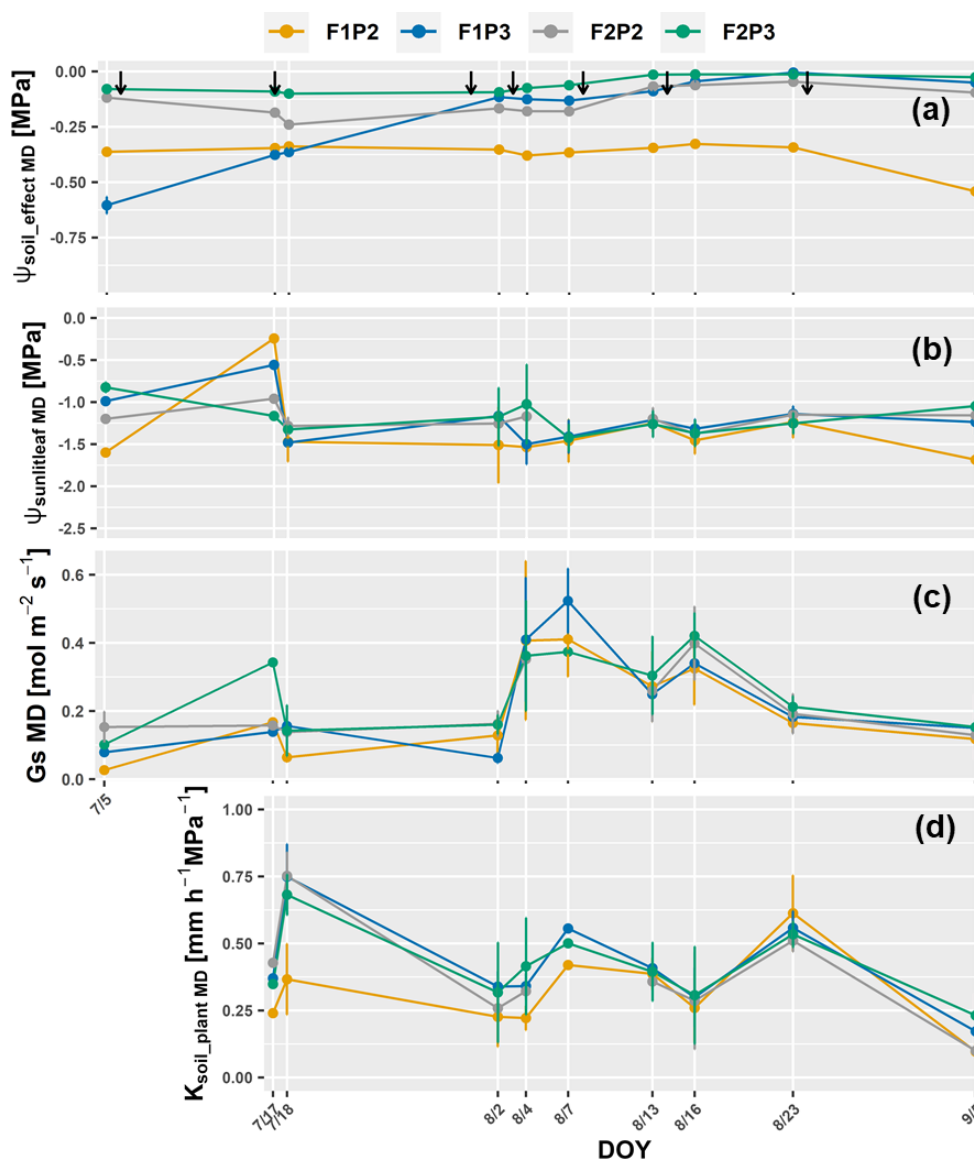 F1P2 F1P3 F2P2 F2P3
(a)
Ψsoil_effect MD [MPa]
0.00
-0.25
-0.50
-0.75
(b)
Ψsunlitleaf MD [MPa]
0.0
-0.5
-1.0
-1.5
-2.0
-2.5
(c)
Gs MD [mol m⁻² s⁻¹]
0.6
0.4
0.2
0.0
7/5
(d)
Ksoil_plant MD [mm h⁻¹MPa⁻¹]
1.00
0.75
0.50
0.25
0.00
7/17 7/18 8/2 8/4 8/7 8/13 8/16 8/23
DOY